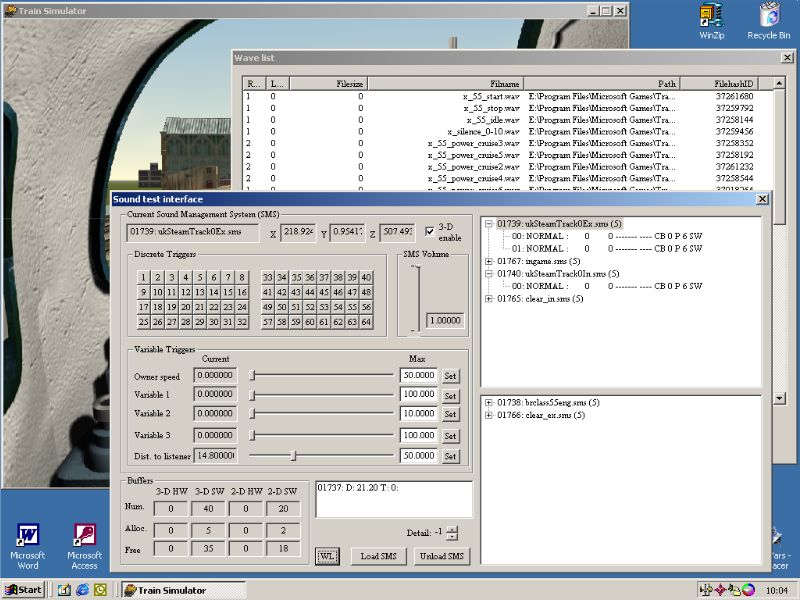 Train Simulator
WinZip
Recycle Bin
Wave list
R... L... Filesize Filname Path FilehashID
1 0 0 x_55_start.wav E:\Program Files\Microsoft Games\Tra... 37261680
1 0 0 x_55_stop.wav E:\Program Files\Microsoft Games\Tra... 37259792
1 0 0 x_55_idle.wav E:\Program Files\Microsoft Games\Tra... 37258144
1 0 0 x_silence_0-10.wav E:\Program Files\Microsoft Games\Tra... 37259456
2 0 0 x_55_power_cruise3.wav E:\Program Files\Microsoft Games\Tra... 37258352
2 0 0 x_55_power_cruise5.wav E:\Program Files\Microsoft Games\Tra... 37258192
2 0 0 x_55_power_cruise2.wav E:\Program Files\Microsoft Games\Tra... 37261232
2 0 0 x_55_power_cruise4.wav E:\Program Files\Microsoft Games\Tra... 37258544
2 0 0 x_55_power_cruise6.wav E:\Program Files\Microsoft Games\Tra...
Sound test interface
Current Sound Management System (SMS)
01739: ukSteamTrack0Ex.sms X 218.924 Y 0.95417 Z 507.493 3-D enable
Discrete Triggers
1 2 3 4 5 6 7 8 33 34 35 36 37 38 39 40
9 10 11 12 13 14 15 16 41 42 43 44 45 46 47 48
17 18 19 20 21 22 23 24 49 50 51 52 53 54 55 56
25 26 27 28 29 30 31 32 57 58 59 60 61 62 63 64
SMS Volume
1.00000
Variable Triggers
Current Max
Owner speed 0.000000 50.0000 Set
Variable 1 0.000000 100.000 Set
Variable 2 0.000000 10.0000 Set
Variable 3 0.000000 100.000 Set
Dist. to listener 14.80000 50.0000 Set
Buffers
3-D HW 3-D SW 2-D HW 2-D SW
Num. 0 40 0 20
Alloc. 0 5 0 2
Free 0 35 0 18
01737: D: 21.20 T: 0:
Detail: -1
WL Load SMS Unload SMS
01739: ukSteamTrack0Ex.sms (5)
00: NORMAL : 0 0 ------- ---- CB 0 P 6 SW
01: NORMAL : 0 0 ------- ---- CB 0 P 6 SW
01767: ingame.sms (5)
01740: ukSteamTrack0In.sms (5)
00: NORMAL : 0 0 ------- ---- CB 0 P 6 SW
01765: clear_in.sms (5)
01738: brclass55eng.sms (5)
01766: clear_ex.sms (5)
Microsoft Word
Microsoft Access
Start
Train Simulator
10:04